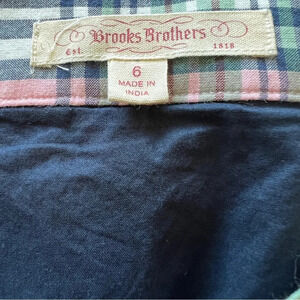 Brooks Brothers
Est. 1818
6
MADE IN
INDIA